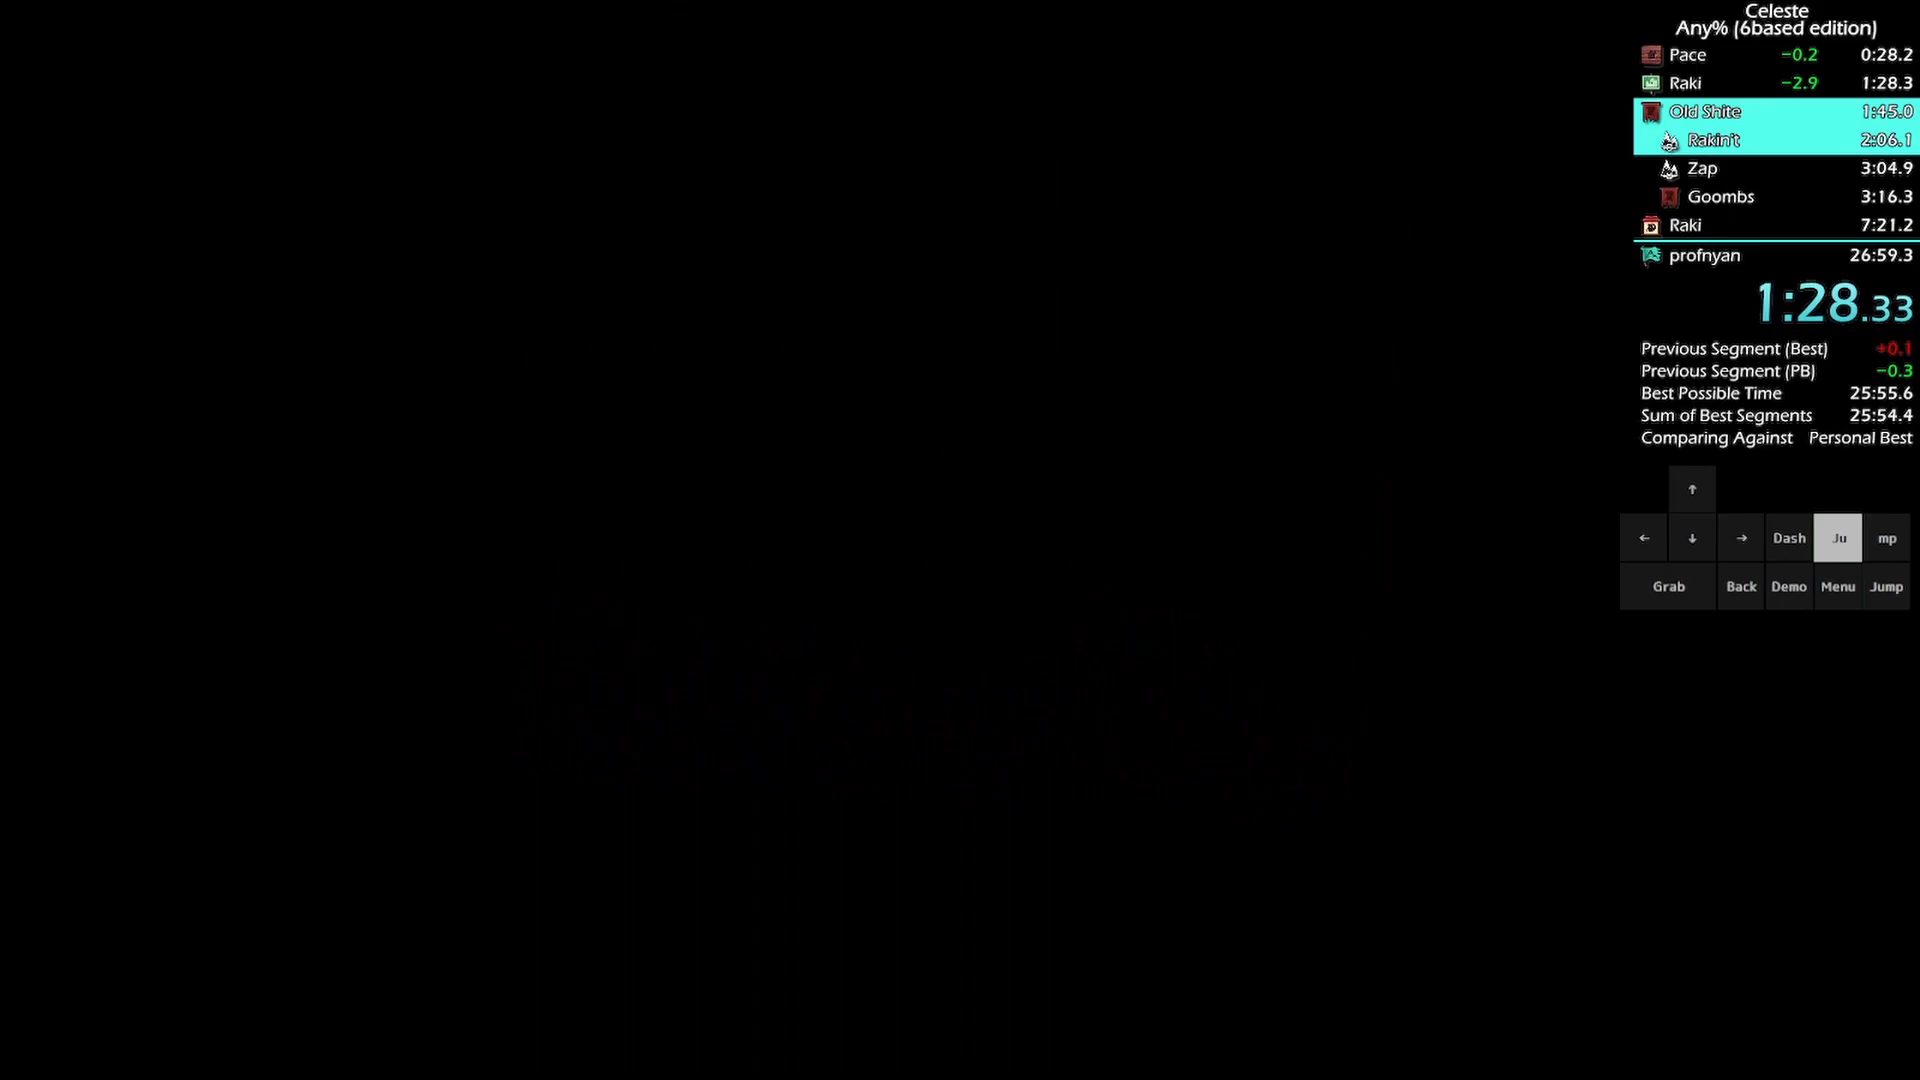 Celeste
Any% (6based edition)
Pace −0.2 0:28.2
Raki −2.9 1:28.3
Old Shite 1:45.0
Rakin't 2:06.1
Zap 3:04.9
Goombs 3:16.3
Raki 7:21.2
profnyan 26:59.3
1:28.33
Previous Segment (Best) +0.1
Previous Segment (PB) −0.3
Best Possible Time 25:55.6
Sum of Best Segments 25:54.4
Comparing Against Personal Best
↑
← ↓ → Dash Ju mp
Grab Back Demo Menu Jump